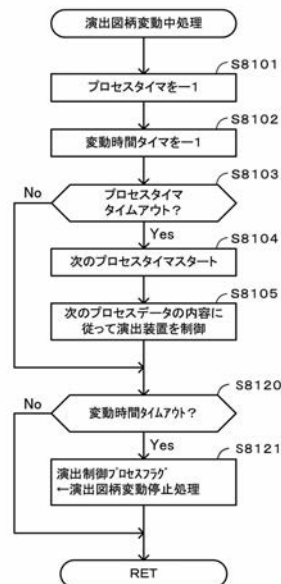 演出図柄変動中処理
S8101
プロセスタイマを－1
S8102
変動時間タイマを－1
S8103
プロセスタイマ
タイムアウト？
No
Yes
S8104
次のプロセスタイマスタート
S8105
次のプロセスデータの内容に
従って演出装置を制御
S8120
変動時間タイムアウト？
No
Yes
S8121
演出制御プロセスフラグ
←演出図柄変動停止処理
RET